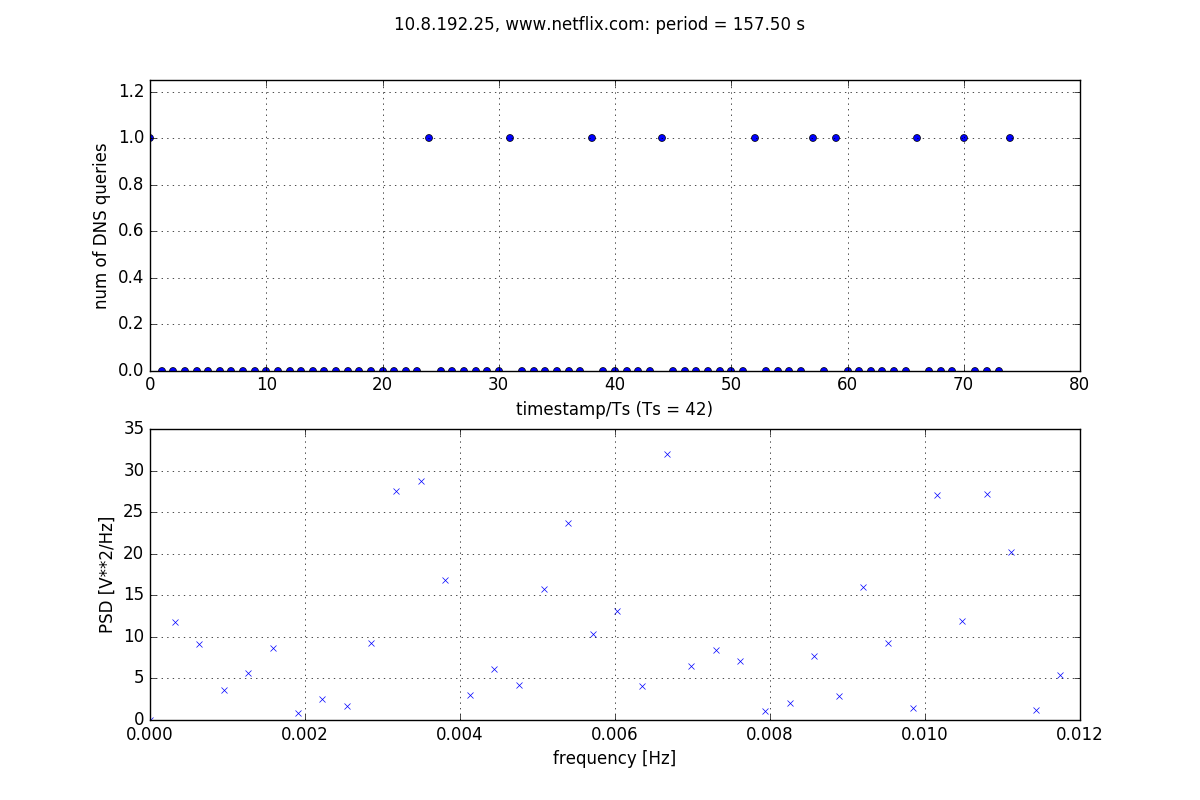 10.8.192.25, www.netflix.com: period = 157.50 s
1.2
1.0
0.8
0.6
0.4
0.2
0.0
num of DNS queries
0 10 20 30 40 50 60 70 80
timestamp/Ts (Ts = 42)
35
30
25
20
15
10
5
0
PSD [V**2/Hz]
0.000 0.002 0.004 0.006 0.008 0.010 0.012
frequency [Hz]